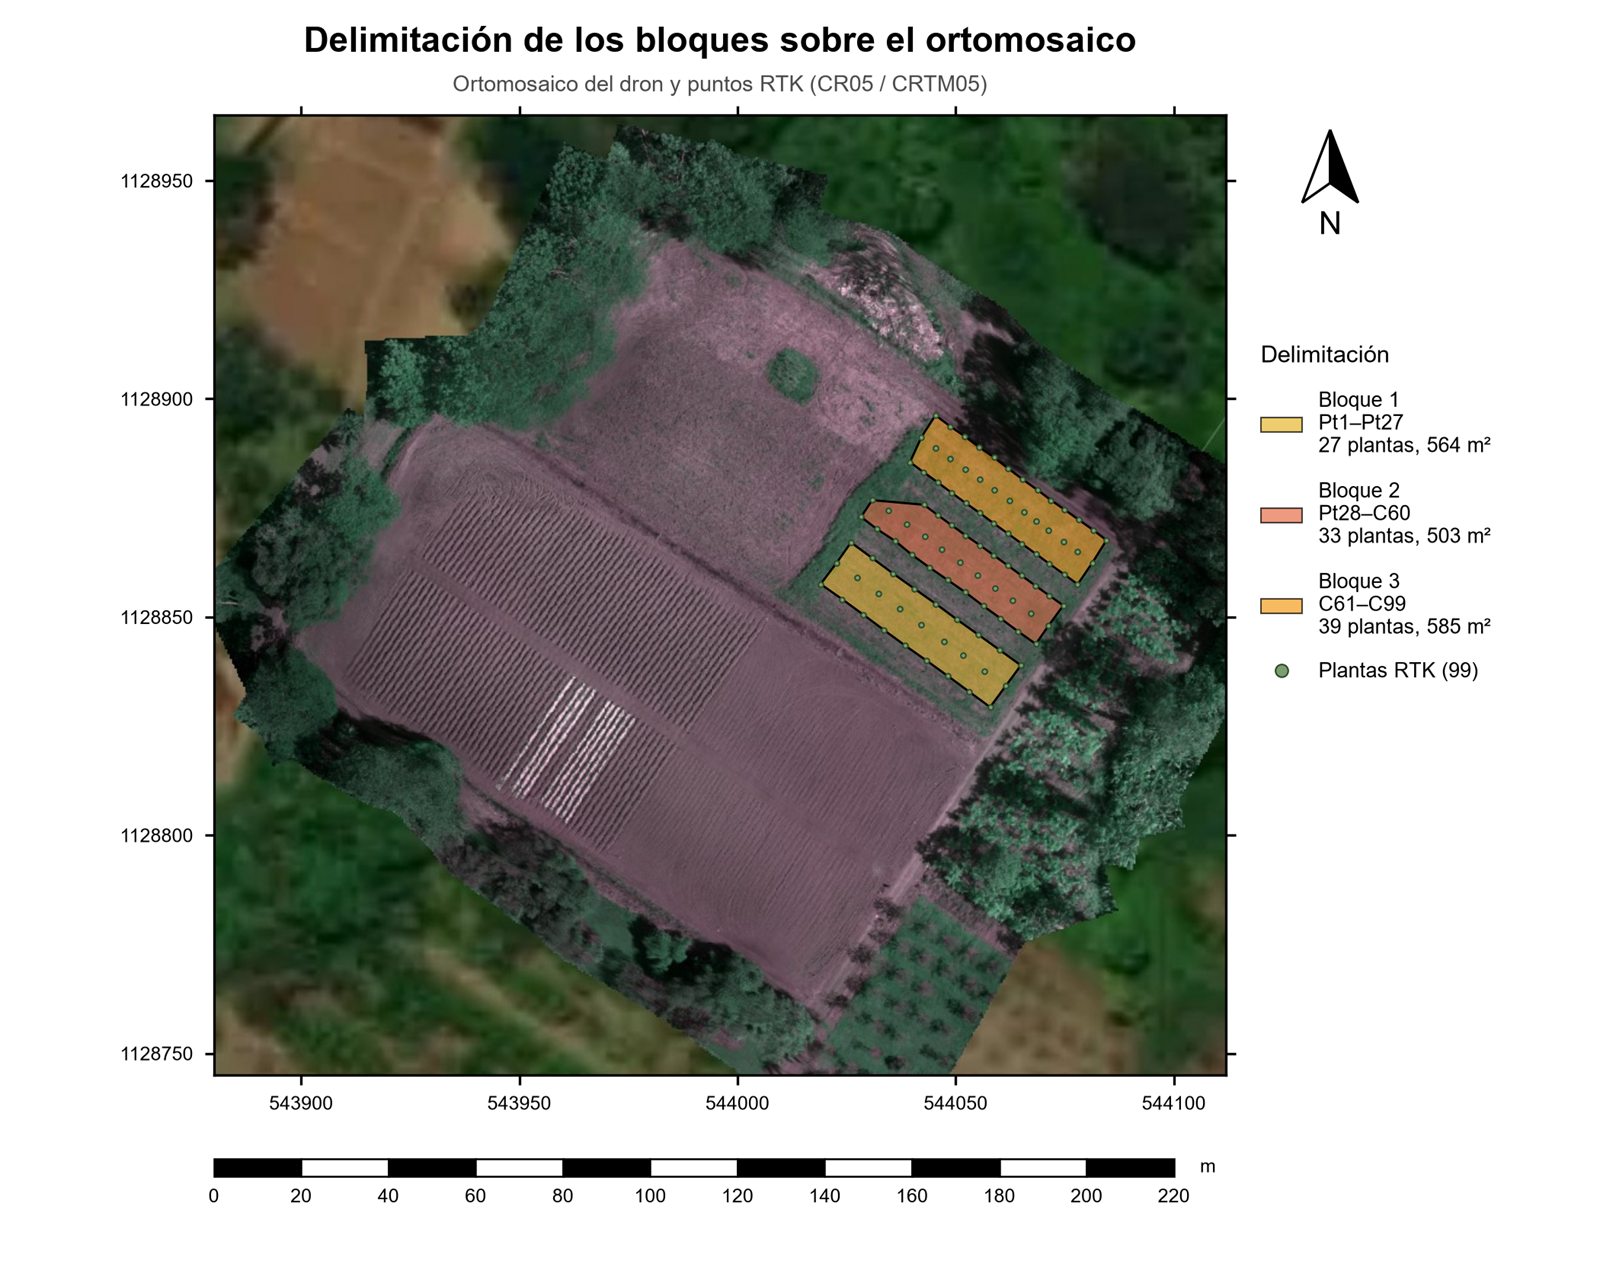 Delimitación de los bloques sobre el ortomosaico
Ortomosaico del dron y puntos RTK (CR05 / CRTM05)
N
1128950
1128900
1128850
1128800
1128750
543900
543950
544000
544050
544100
Delimitación
Bloque 1
Pt1–Pt27
27 plantas, 564 m²
Bloque 2
Pt28–C60
33 plantas, 503 m²
Bloque 3
C61–C99
39 plantas, 585 m²
Plantas RTK (99)
m
0 20 40 60 80 100 120 140 160 180 200 220